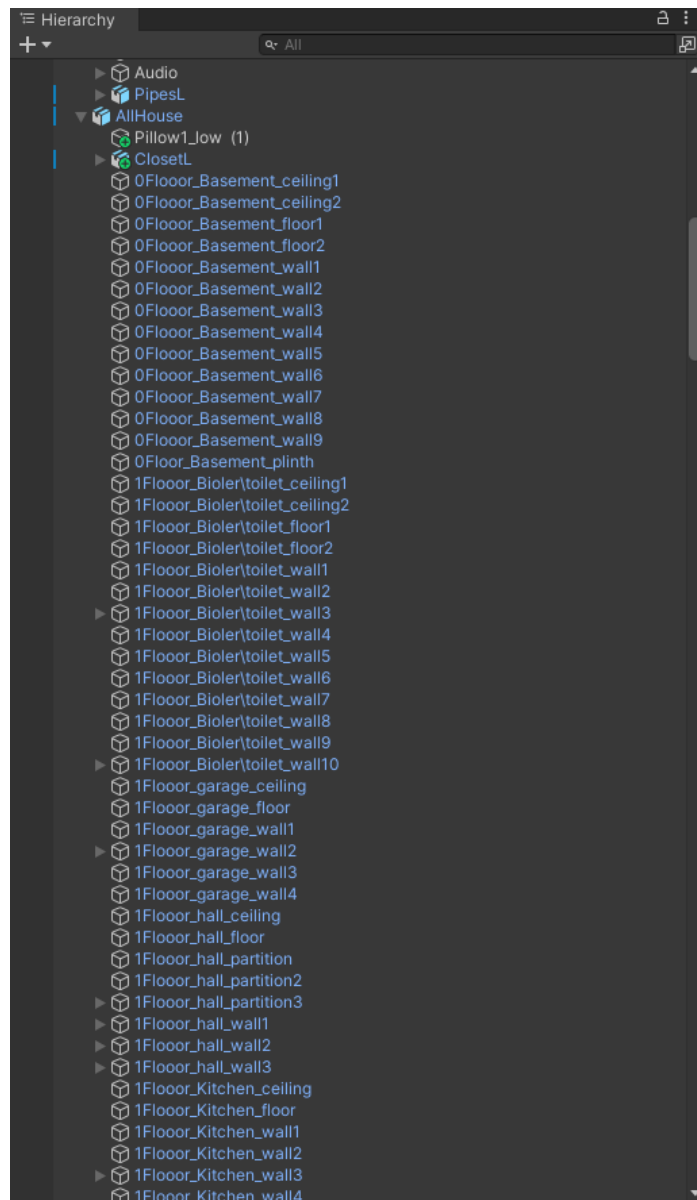 Hierarchy
All
Audio
PipesL
AllHouse
Pillow1_low (1)
ClosetL
0Flooor_Basement_ceiling1
0Flooor_Basement_ceiling2
0Flooor_Basement_floor1
0Flooor_Basement_floor2
0Flooor_Basement_wall1
0Flooor_Basement_wall2
0Flooor_Basement_wall3
0Flooor_Basement_wall4
0Flooor_Basement_wall5
0Flooor_Basement_wall6
0Flooor_Basement_wall7
0Flooor_Basement_wall8
0Flooor_Basement_wall9
0Floor_Basement_plinth
1Flooor_Bioler\toilet_ceiling1
1Flooor_Bioler\toilet_ceiling2
1Flooor_Bioler\toilet_floor1
1Flooor_Bioler\toilet_floor2
1Flooor_Bioler\toilet_wall1
1Flooor_Bioler\toilet_wall2
1Flooor_Bioler\toilet_wall3
1Flooor_Bioler\toilet_wall4
1Flooor_Bioler\toilet_wall5
1Flooor_Bioler\toilet_wall6
1Flooor_Bioler\toilet_wall7
1Flooor_Bioler\toilet_wall8
1Flooor_Bioler\toilet_wall9
1Flooor_Bioler\toilet_wall10
1Flooor_garage_ceiling
1Flooor_garage_floor
1Flooor_garage_wall1
1Flooor_garage_wall2
1Flooor_garage_wall3
1Flooor_garage_wall4
1Flooor_hall_ceiling
1Flooor_hall_floor
1Flooor_hall_partition
1Flooor_hall_partition2
1Flooor_hall_partition3
1Flooor_hall_wall1
1Flooor_hall_wall2
1Flooor_hall_wall3
1Flooor_Kitchen_ceiling
1Flooor_Kitchen_floor
1Flooor_Kitchen_wall1
1Flooor_Kitchen_wall2
1Flooor_Kitchen_wall3
1Flooor_Kitchen_wall4